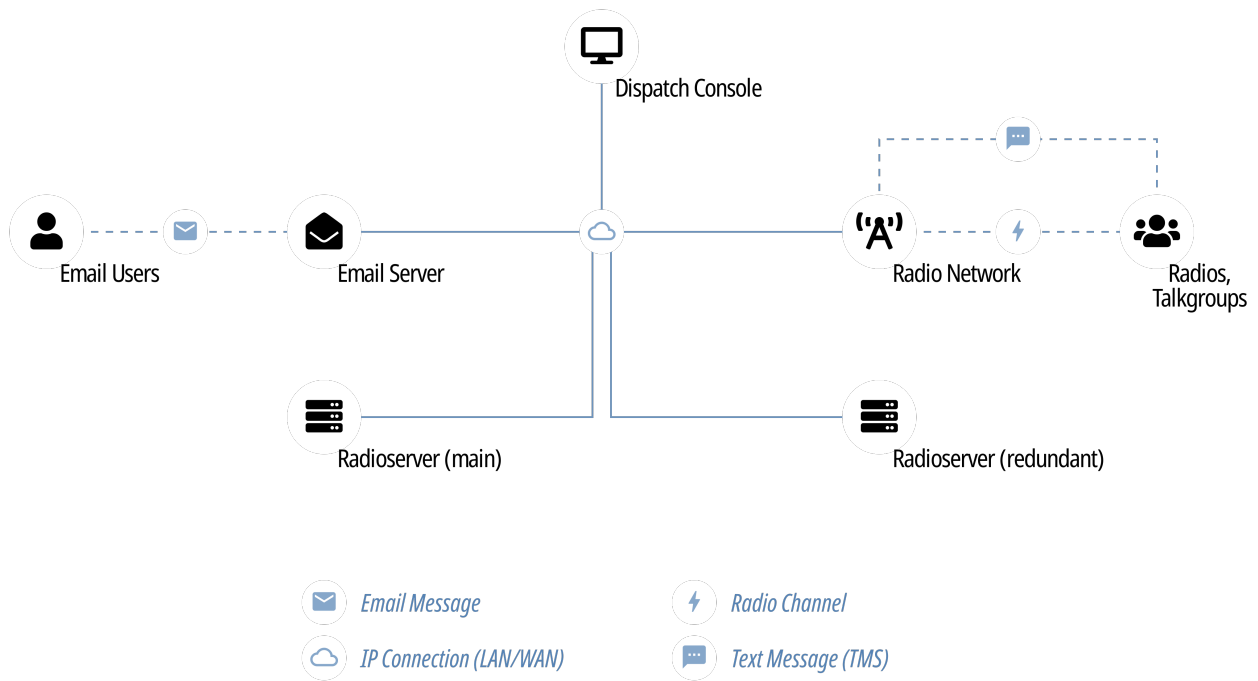 Dispatch Console
Email Users
Email Server
Radio Network
Radios,
Talkgroups
Radioserver (main)
Radioserver (redundant)
Email Message
Radio Channel
IP Connection (LAN/WAN)
Text Message (TMS)